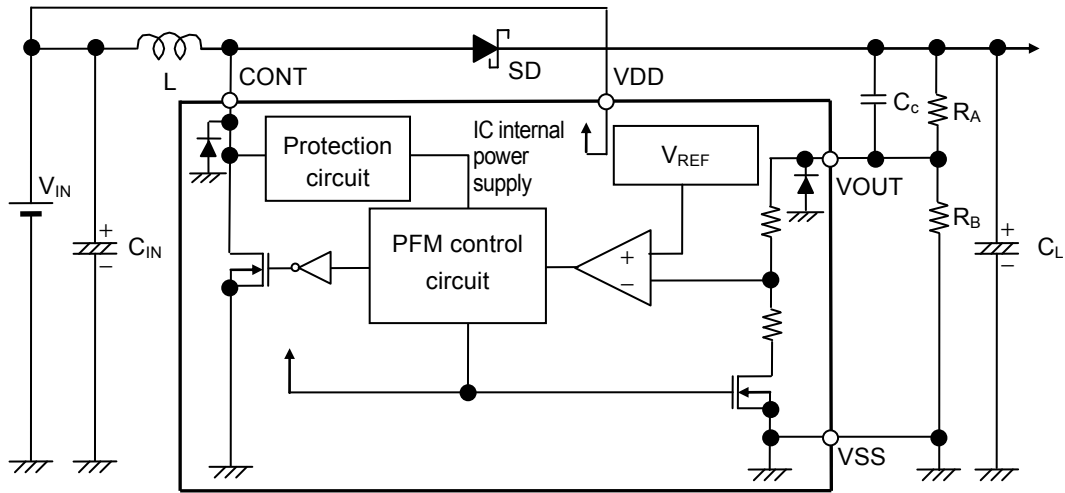 L
CONT
SD
VDD
Cc
RA
VIN
CIN
+
−
Protection
circuit
IC internal
power
supply
VREF
VOUT
PFM control
circuit
+
−
RB
+
−
CL
VSS